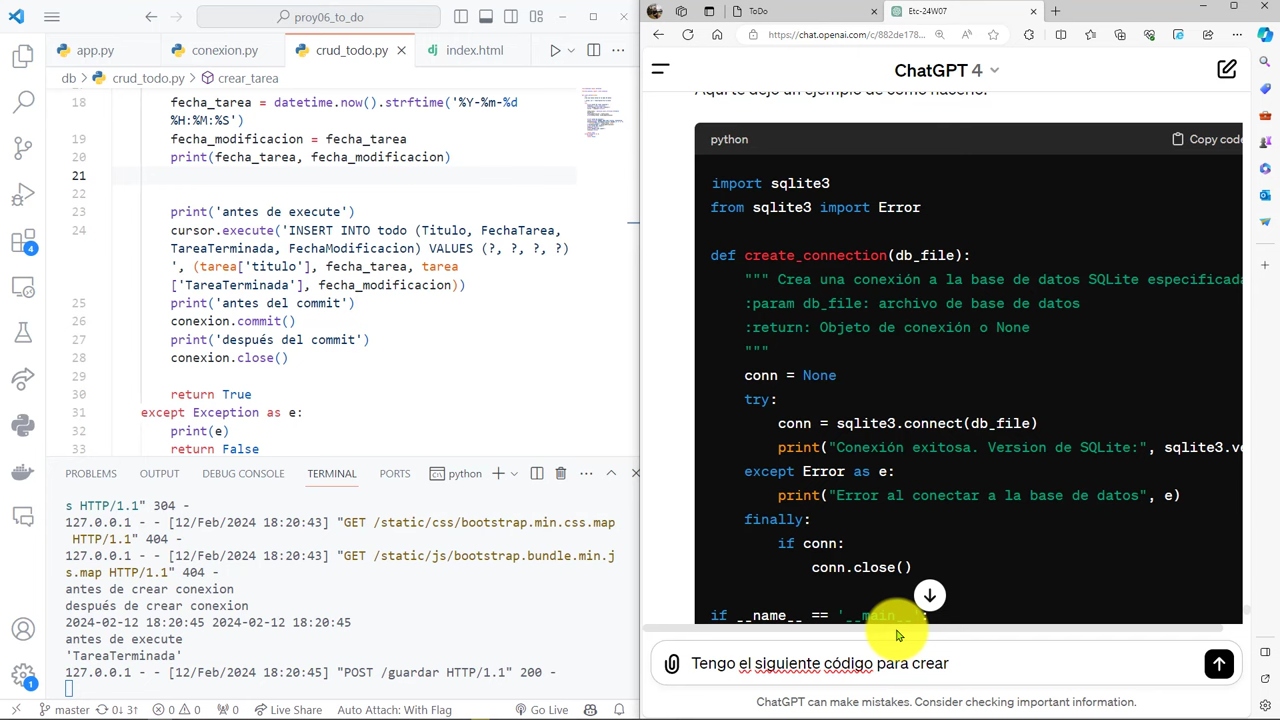 proy06_to_do
app.py
conexion.py
crud_todo.py
index.html
db > crud_todo.py > crear_tarea
18 fecha_tarea = datetime.now().strftime('%Y-%m-%d
%H:%M:%S')
19 fecha_modificacion = fecha_tarea
20 print(fecha_tarea, fecha_modificacion)
21
22
23 print('antes de execute')
24 cursor.execute('INSERT INTO todo (Titulo, FechaTarea,
TareaTerminada, FechaModificacion) VALUES (?, ?, ?, ?)
', (tarea['titulo'], fecha_tarea, tarea
['TareaTerminada'], fecha_modificacion))
25 print('antes del commit')
26 conexion.commit()
27 print('después del commit')
28 conexion.close()
29
30 return True
31 except Exception as e:
32 print(e)
33 return False
PROBLEMS OUTPUT DEBUG CONSOLE TERMINAL PORTS python
s HTTP/1.1" 304 -
127.0.0.1 - - [12/Feb/2024 18:20:43] "GET /static/css/bootstrap.min.css.map
HTTP/1.1" 404 -
127.0.0.1 - - [12/Feb/2024 18:20:43] "GET /static/js/bootstrap.bundle.min.j
s.map HTTP/1.1" 404 -
antes de crear conexion
después de crear conexion
2024-02-12 18:20:45 2024-02-12 18:20:45
antes de execute
'TareaTerminada'
127.0.0.1 - - [12/Feb/2024 18:20:45] "POST /guardar HTTP/1.1" 200 -
4
1
master 0↓ 3↑ 0 0 0 Live Share Auto Attach: With Flag Go Live
ToDo
Etc-24W07
https://chat.openai.com/c/882de178...
ChatGPT 4
python
Copy code
import sqlite3
from sqlite3 import Error
def create_connection(db_file):
""" Crea una conexión a la base de datos SQLite especificada
:param db_file: archivo de base de datos
:return: Objeto de conexión o None
"""
conn = None
try:
conn = sqlite3.connect(db_file)
print("Conexión exitosa. Version de SQLite:", sqlite3.ve
except Error as e:
print("Error al conectar a la base de datos", e)
finally:
if conn:
conn.close()
if __name__ == '__main__':
Tengo el siguiente código para crear
ChatGPT can make mistakes. Consider checking important information.